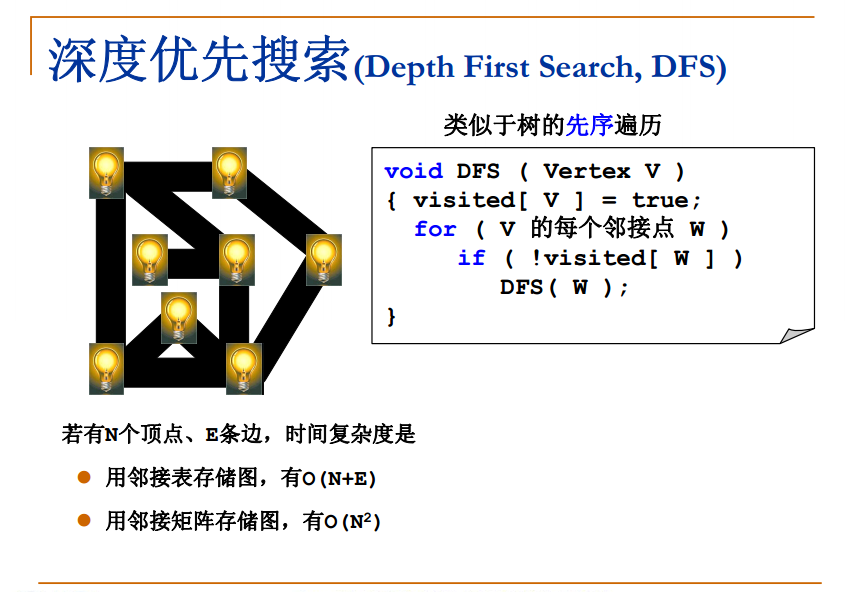 深度优先搜索(Depth First Search, DFS)
类似于树的先序遍历
void DFS ( Vertex V )
{ visited[ V ] = true;
for ( V 的每个邻接点 W )
if ( !visited[ W ] )
DFS( W );
}
若有N个顶点、E条边，时间复杂度是
用邻接表存储图，有O(N+E)
用邻接矩阵存储图，有O(N²)